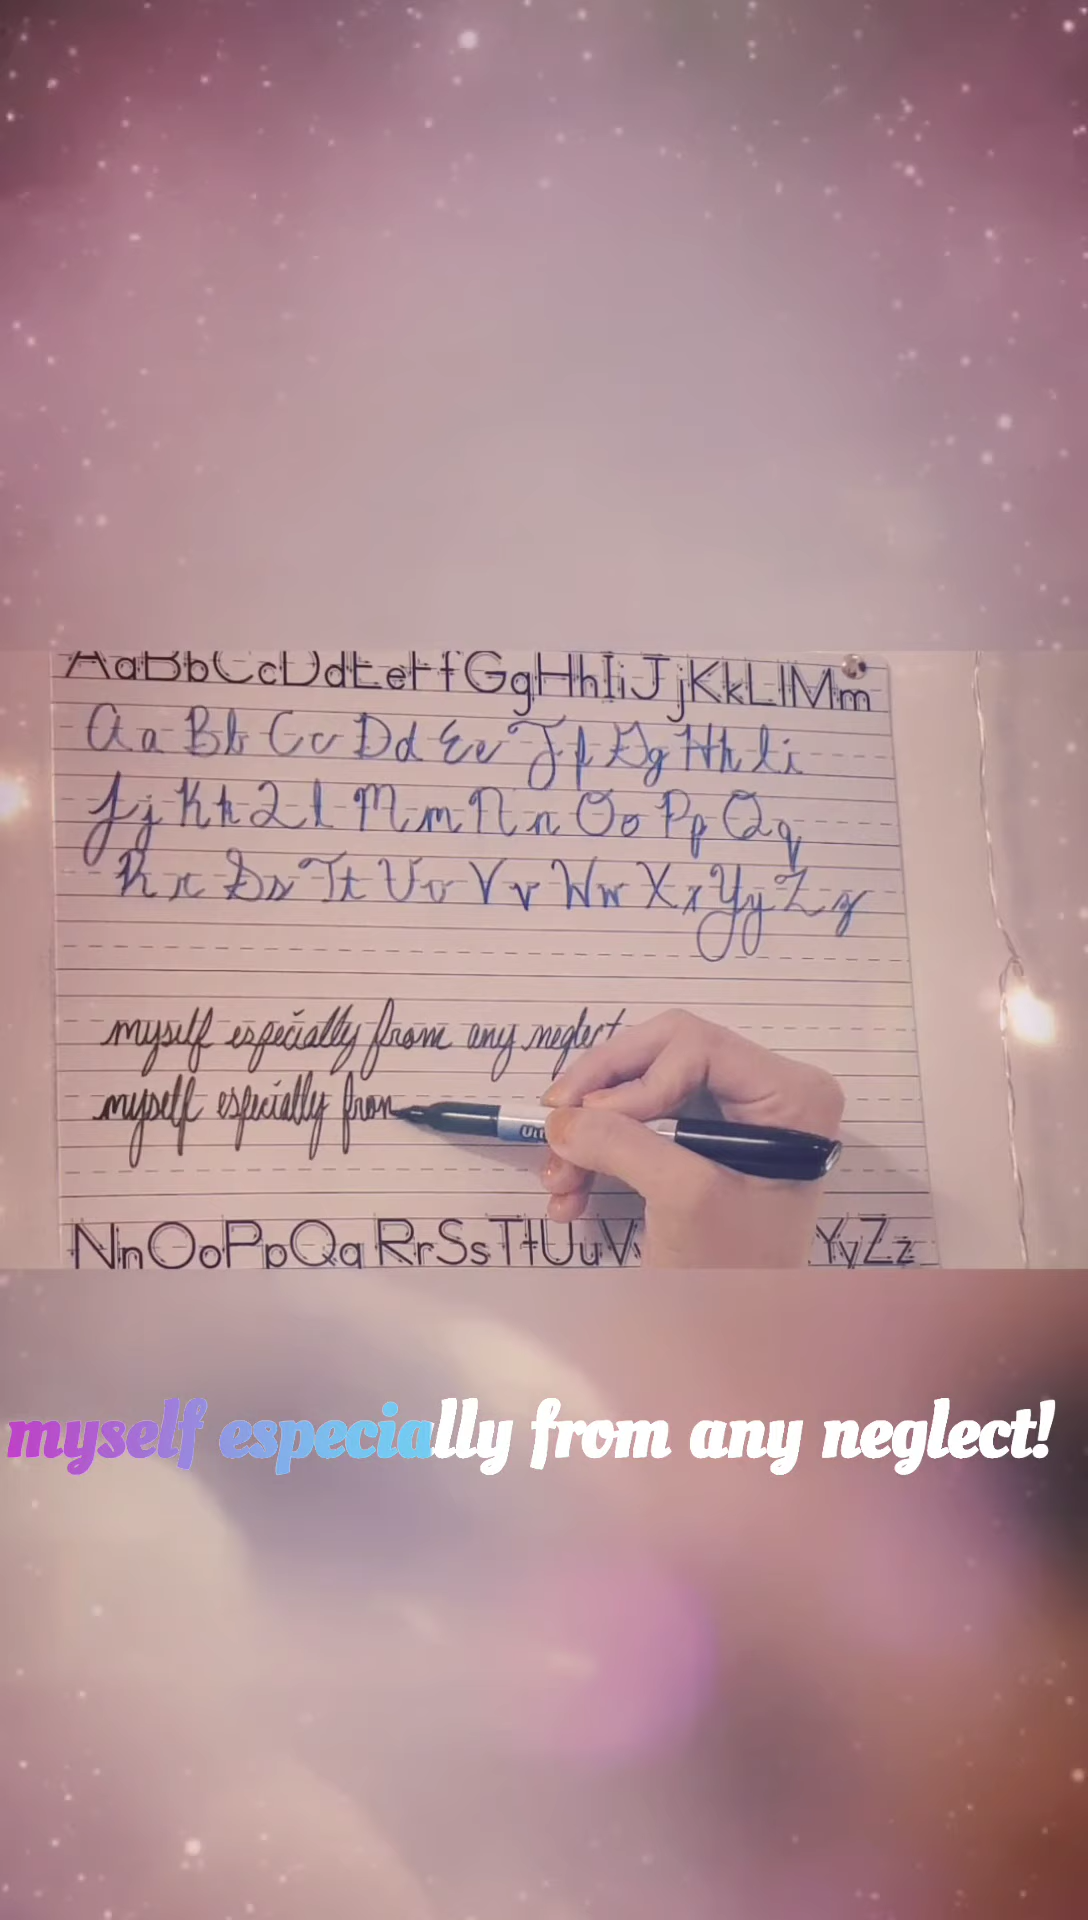 AaBbCcDdEeFfGgHhIiJjKkLlMm
Aa Bb Cc Dd Ee Ff Gg Hh Ii
Jj Kk Ll Mm Nn Oo Pp Qq
Rr Ss Tt Uu Vv Ww Xx Yy Zz
myself especially from any neglect
myself especially from
NnOoPpQqRrSsTtUuV YyZz
myself especially from any neglect!